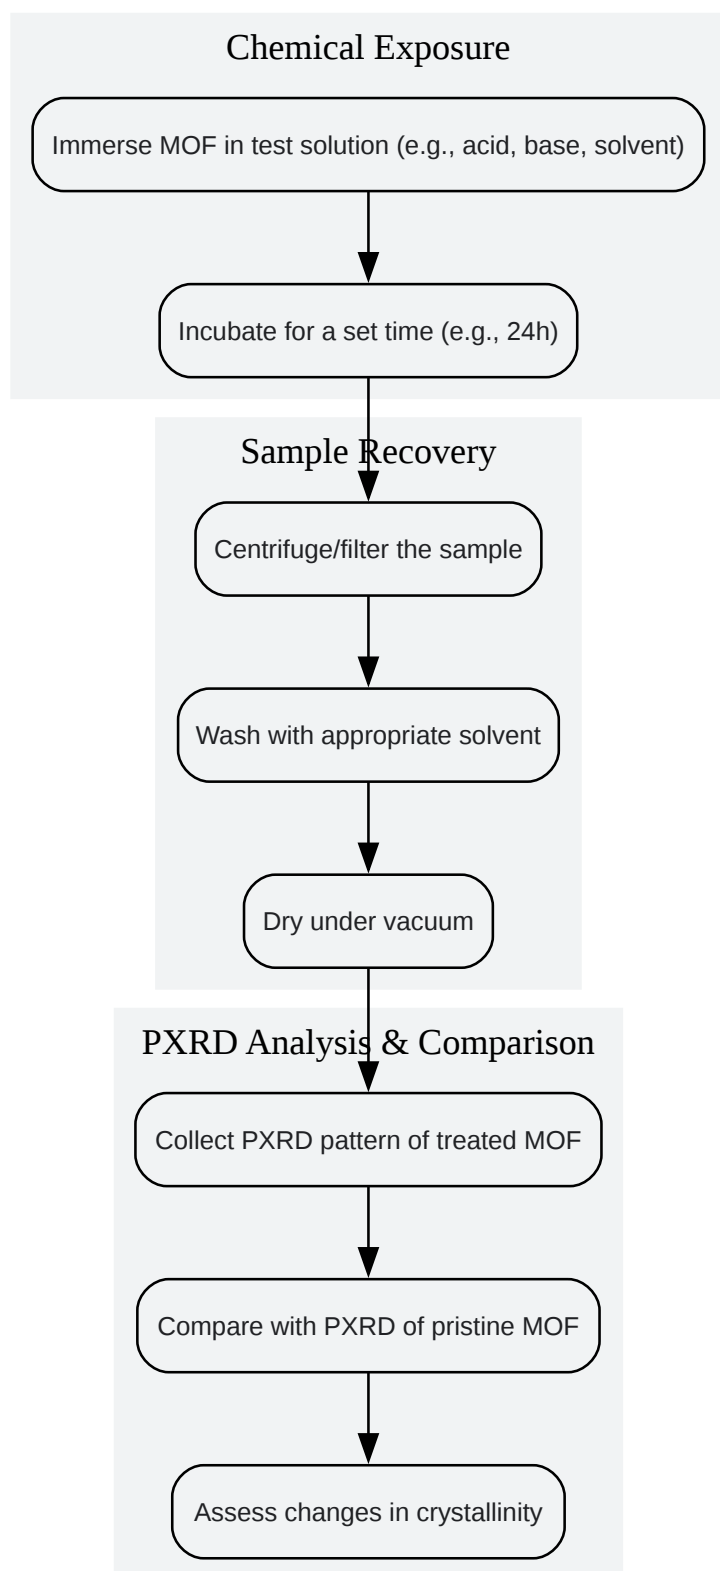 Chemical Exposure
Immerse MOF in test solution (e.g., acid, base, solvent)
Incubate for a set time (e.g., 24h)
Sample Recovery
Centrifuge/filter the sample
Wash with appropriate solvent
Dry under vacuum
PXRD Analysis & Comparison
Collect PXRD pattern of treated MOF
Compare with PXRD of pristine MOF
Assess changes in crystallinity